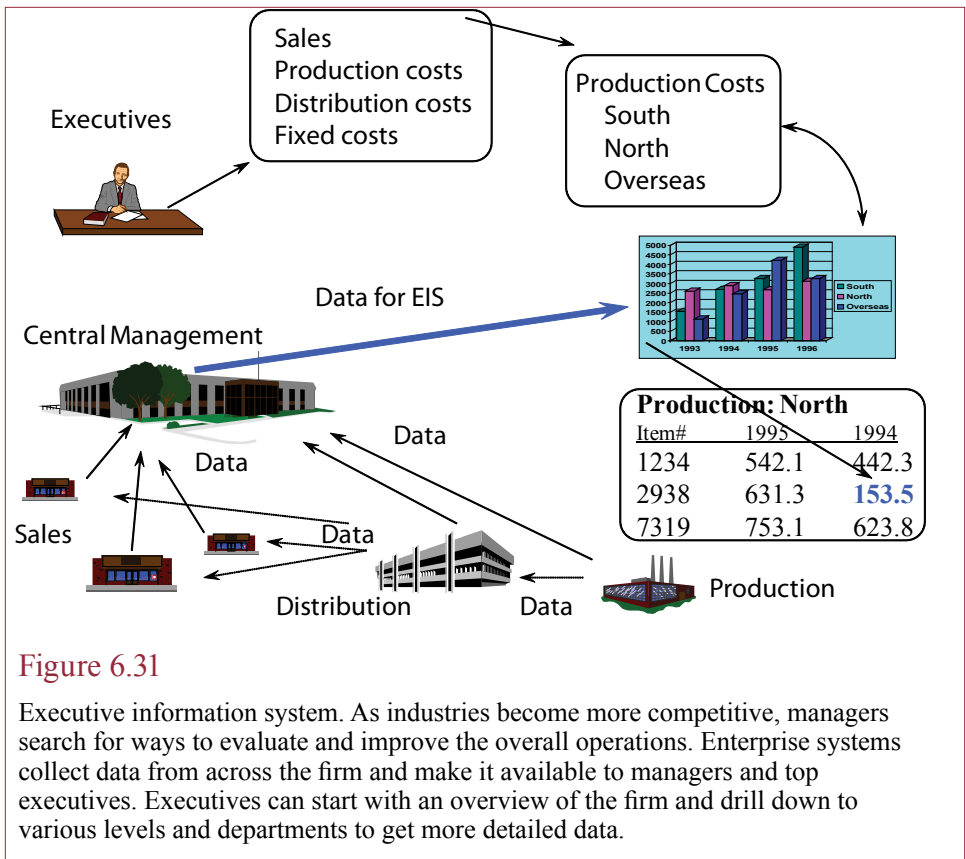 Sales
Production costs
Distribution costs
Fixed costs
Production Costs
South
North
Overseas
Executives
5000
4500
4000
3500
3000
2500
2000
1500
1000
500
0
1993 1994 1995 1996
South
North
Overseas
Data for EIS
Central Management
Production: North
Item# 1995 1994
1234 542.1 442.3
2938 631.3 153.5
7319 753.1 623.8
Data
Data
Sales
Data
Distribution
Data
Production
Figure 6.31
Executive information system. As industries become more competitive, managers
search for ways to evaluate and improve the overall operations. Enterprise systems
collect data from across the firm and make it available to managers and top
executives. Executives can start with an overview of the firm and drill down to
various levels and departments to get more detailed data.